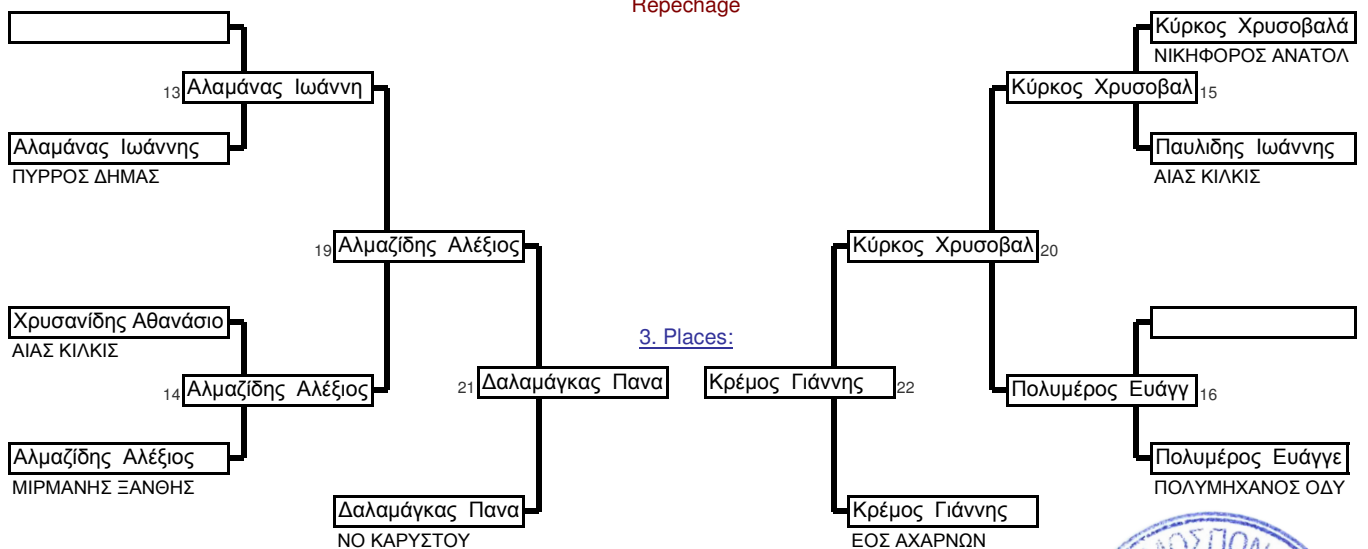 Repechage
Κύρκος Χρυσοβαλά
ΝΙΚΗΦΟΡΟΣ ΑΝΑΤΟΛ
13 Αλαμάνας Ιωάννη
Κύρκος Χρυσοβαλ 15
Αλαμάνας Ιωάννης
ΠΥΡΡΟΣ ΔΗΜΑΣ
Παυλιδης Ιωάννης
ΑΙΑΣ ΚΙΛΚΙΣ
19 Αλμαζίδης Αλέξιος
Κύρκος Χρυσοβαλ 20
Χρυσανίδης Αθανάσιο
ΑΙΑΣ ΚΙΛΚΙΣ
3. Places:
14 Αλμαζίδης Αλέξιος
21 Δαλαμάγκας Πανα
Κρέμος Γιάννης 22
Πολυμέρος Ευάγγ 16
Αλμαζίδης Αλέξιος
ΜΙΡΜΑΝΗΣ ΞΑΝΘΗΣ
Πολυμέρος Ευάγγε
ΠΟΛΥΜΗΧΑΝΟΣ ΟΔΥ
Δαλαμάγκας Πανα
ΝΟ ΚΑΡΥΣΤΟΥ
Κρέμος Γιάννης
ΕΟΣ ΑΧΑΡΝΩΝ